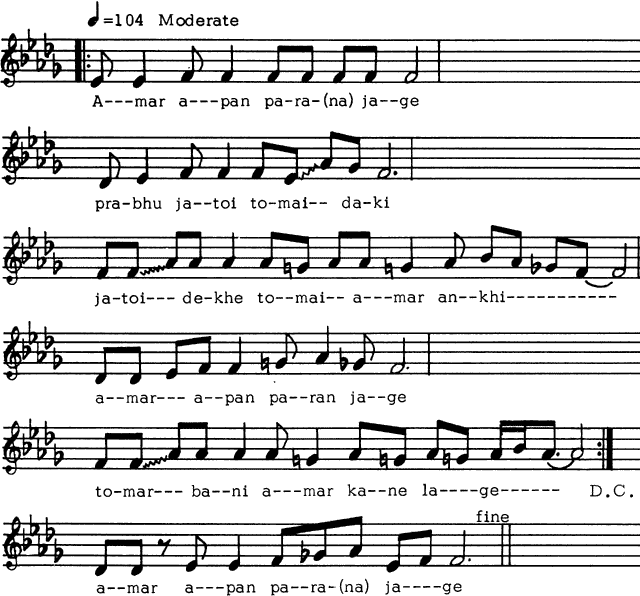 ♩=104 Moderate
A---mar a---pan pa-ra-(na) ja--ge
pra-bhu ja--toi to-mai-- da-ki
ja-toi--- de-khe to--mai-- a---mar an--khi-----------
a--mar--- a--pan pa--ran ja--ge
to-mar--- ba--ni a---mar ka--ne la----ge------ D.C.
fine
a--mar a---pan pa--ra-(na) ja----ge